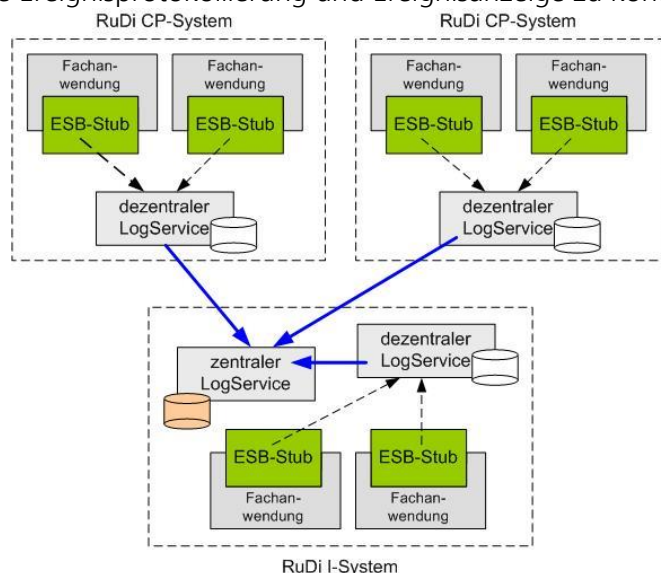 Ereignisprotokollierung und Ereignisanzeige zu
RuDi CP-System
RuDi CP-System
Fachan-
wendung
ESB-Stub
Fachan-
wendung
ESB-Stub
dezentraler
LogService
Fachan-
wendung
ESB-Stub
Fachan-
wendung
ESB-Stub
dezentraler
LogService
zentraler
LogService
dezentraler
LogService
ESB-Stub
Fachan-
wendung
ESB-Stub
Fachan-
wendung
RuDi I-System